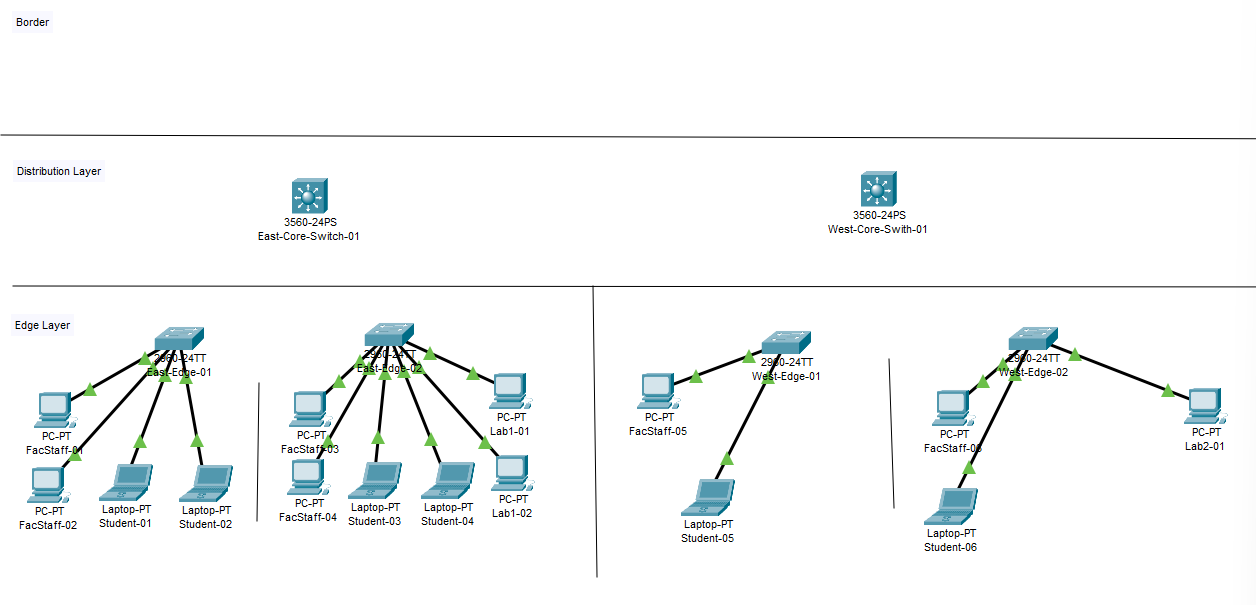 Border
Distribution Layer
3560-24PS
East-Core-Switch-01
3560-24PS
West-Core-Swith-01
Edge Layer
2960-24TT
East-Edge-01
2960-24TT
East-Edge-02
2960-24TT
West-Edge-01
2960-24TT
West-Edge-02
PC-PT
FacStaff-01
PC-PT
FacStaff-02
Laptop-PT
Student-01
Laptop-PT
Student-02
PC-PT
FacStaff-03
PC-PT
FacStaff-04
Laptop-PT
Student-03
Laptop-PT
Student-04
PC-PT
Lab1-01
PC-PT
Lab1-02
PC-PT
FacStaff-05
Laptop-PT
Student-05
PC-PT
FacStaff-06
Laptop-PT
Student-06
PC-PT
Lab2-01